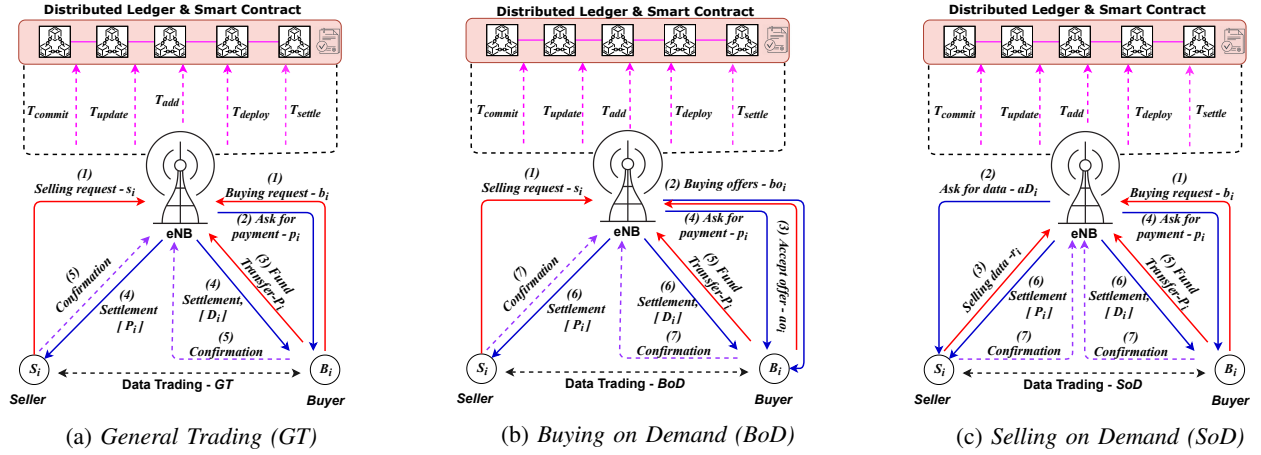 Distributed Ledger & Smart Contract
T_commit
T_update
T_add
T_deploy
T_settle
(1)
Selling request - s_i
(1)
Buying request - b_i
(2) Ask for
payment - p_i
eNB
(3) Fund
Transfer-P_i
(5)
Confirmation
(4)
Settlement
[ P_i ]
(4)
Settlement,
[ D_i ]
(5)
Confirmation
S_i
B_i
Data Trading - GT
Seller
Buyer
(a) General Trading (GT)
Distributed Ledger & Smart Contract
T_commit
T_update
T_add
T_deploy
T_settle
(1)
Selling request - s_i
(2) Buying offers - bo_i
(4) Ask for
payment - p_i
eNB
(3) Accept offer - ao_i
(5) Fund
Transfer-P_i
(7)
Confirmation
(6)
Settlement
[ P_i ]
(6)
Settlement,
[ D_i ]
(7)
Confirmation
S_i
B_i
Data Trading - BoD
Seller
Buyer
(b) Buying on Demand (BoD)
Distributed Ledger & Smart Contract
T_commit
T_update
T_add
T_deploy
T_settle
(2)
Ask for data - aD_i
(1)
Buying request - b_i
(4) Ask for
payment - p_i
eNB
(3)
Selling data -r_i
(5) Fund
Transfer-P_i
(6)
Settlement
[ P_i ]
(6)
Settlement,
[ D_i ]
(7)
Confirmation
(7)
Confirmation
S_i
B_i
Data Trading - SoD
Seller
Buyer
(c) Selling on Demand (SoD)